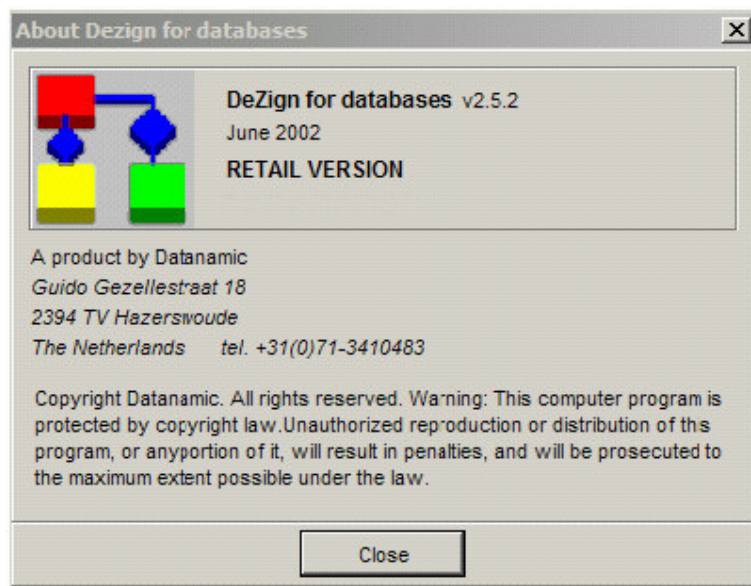 About Dezign for databases
DeZign for databases v2.5.2
June 2002
RETAIL VERSION
A product by Datanamic
Guido Gezellestraat 18
2394 TV Hazerswoude
The Netherlands tel. +31(0)71-3410483
Copyright Datanamic. All rights reserved. Warning: This computer program is
protected by copyright law.Unauthorized reproduction or distribution of this
program, or anyportion of it, will result in penalties, and will be prosecuted to
the maximum extent possible under the law.
Close